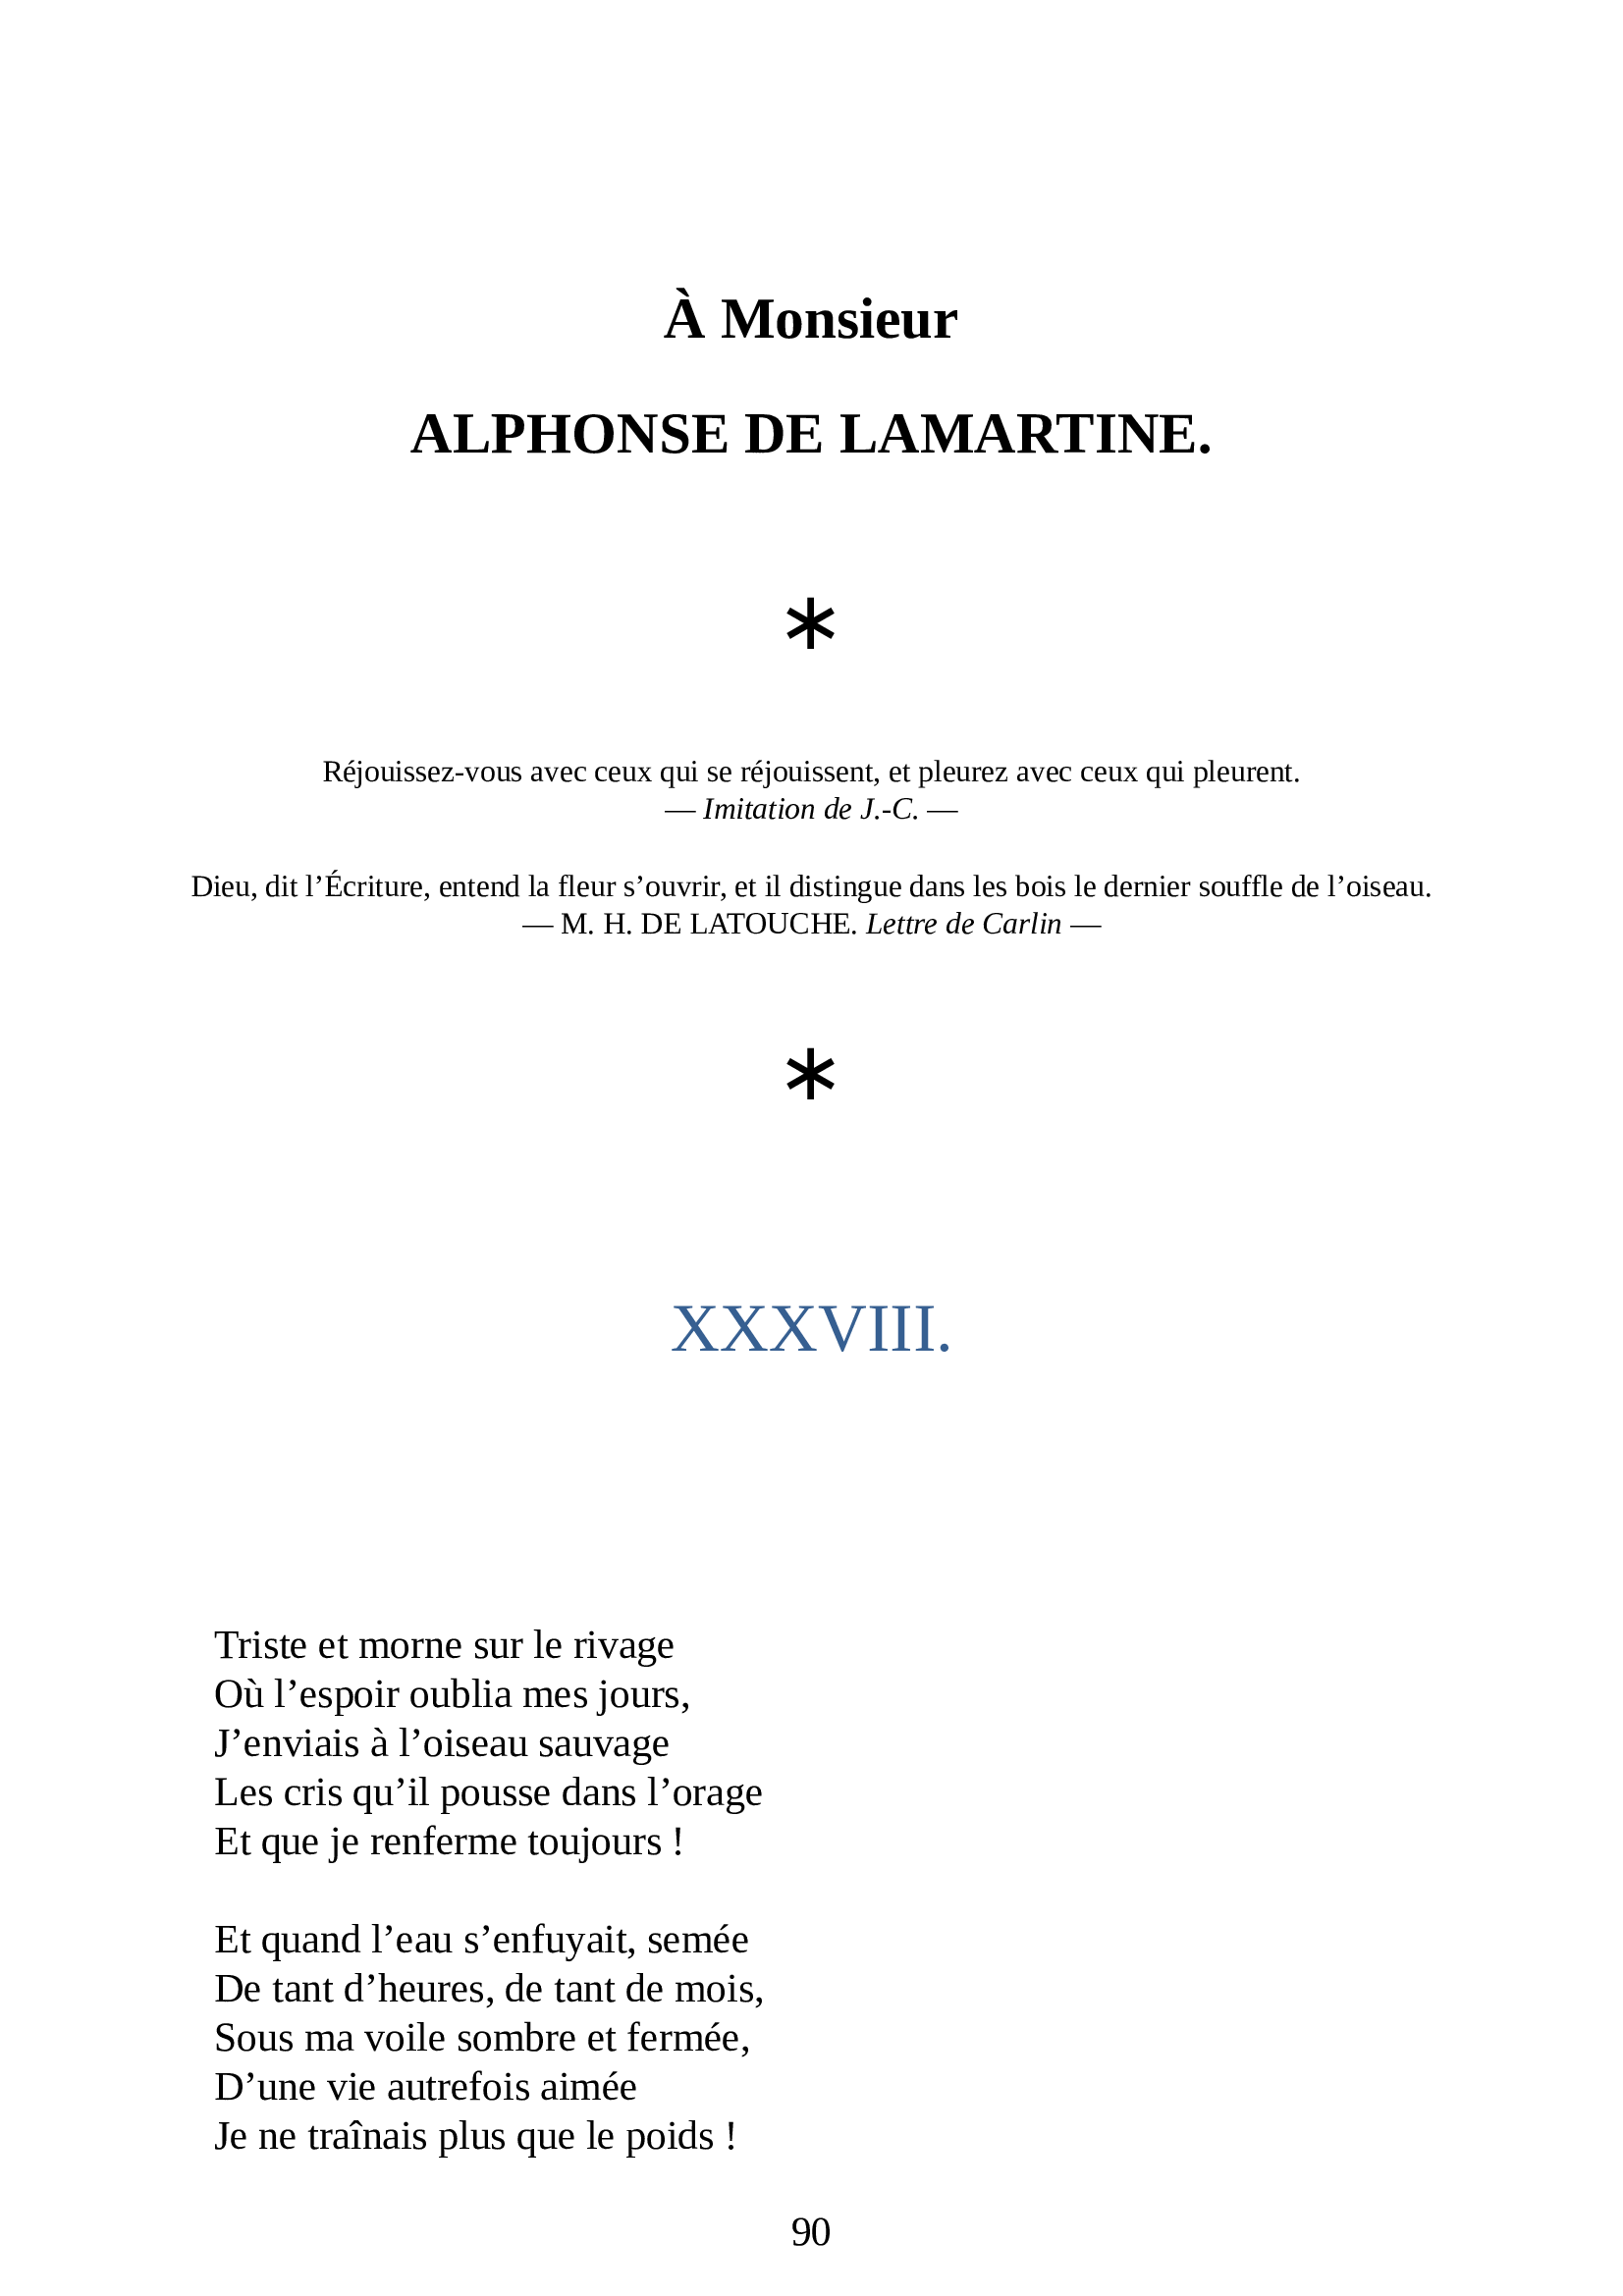 À Monsieur
ALPHONSE DE LAMARTINE.
*
Réjouissez-vous avec ceux qui se réjouissent, et pleurez avec ceux qui pleurent.
— Imitation de J.-C. —
Dieu, dit l’Écriture, entend la fleur s’ouvrir, et il distingue dans les bois le dernier souffle de l’oiseau.
— M. H. DE LATOUCHE. Lettre de Carlin —
*
XXXVIII.
Triste et morne sur le rivage
Où l’espoir oublia mes jours,
J’enviais à l’oiseau sauvage
Les cris qu’il pousse dans l’orage
Et que je renferme toujours !
Et quand l’eau s’enfuyait, semée
De tant d’heures, de tant de mois,
Sous ma voile sombre et fermée,
D’une vie autrefois aimée
Je ne traînais plus que le poids !
90